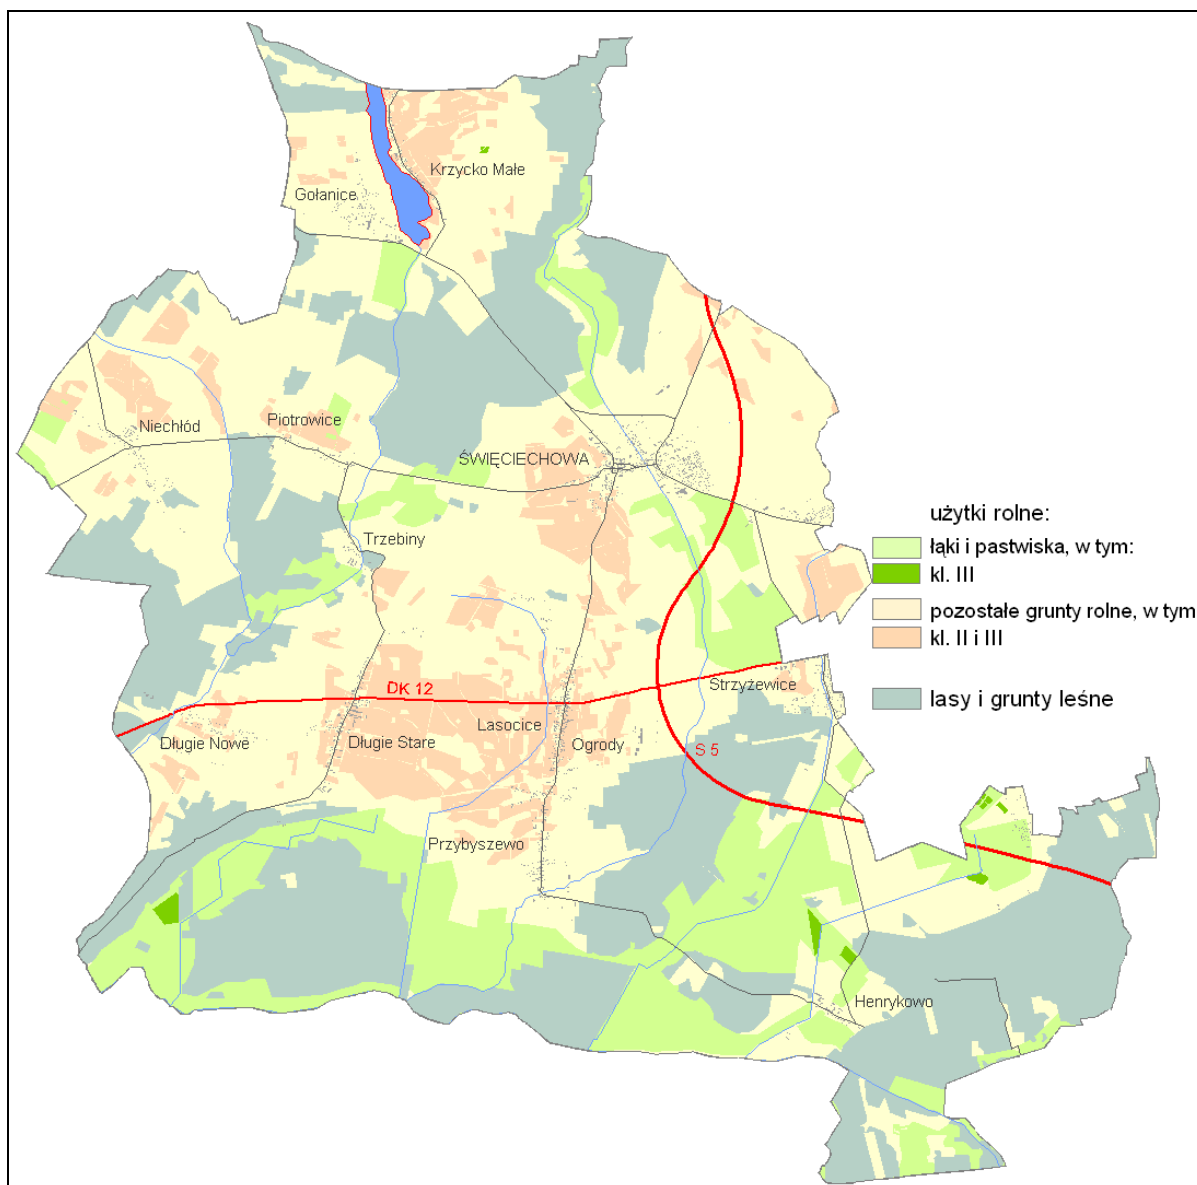 Krzycko Małe
Gołanice
Niechłód
Piotrowice
ŚWIĘCIECHOWA
użytki rolne:
łąki i pastwiska, w tym:
kl. III
Trzebiny
pozostałe grunty rolne, w tym
kl. II i III
DK 12
Strzyżewice
lasy i grunty leśne
Lasocice
Długie Nowe
Długie Stare
Ogrody
S 5
Przybyszewo
Henrykowo